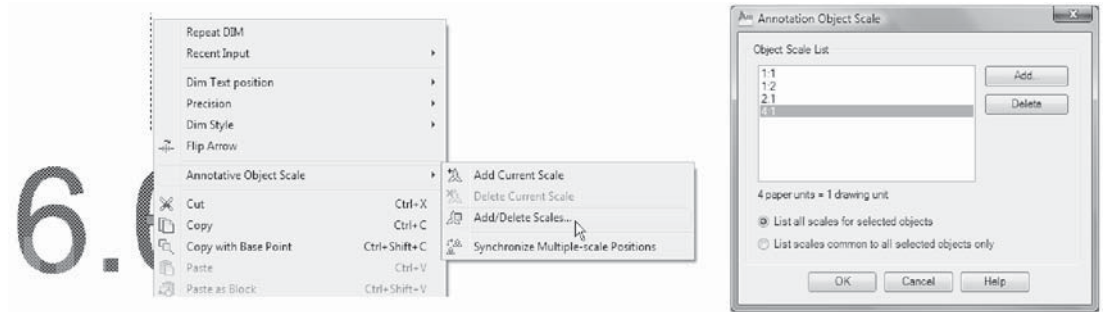 Repeat DIM
Recent Input
Dim Text position
Precision
Dim Style
Flip Arrow
Annotative Object Scale
Cut Ctrl+X
Copy Ctrl+C
Copy with Base Point Ctrl+Shift+C
Paste Ctrl+V
Paste as Block Ctrl+Shift+V
6.
Add Current Scale
Delete Current Scale
Add/Delete Scales...
Synchronize Multiple-scale Positions
Annotation Object Scale
Object Scale List
1:1
1:2
2:1
4:1
Add...
Delete
4 paper units = 1 drawing unit
List all scales for selected objects
List scales common to all selected objects only
OK Cancel Help